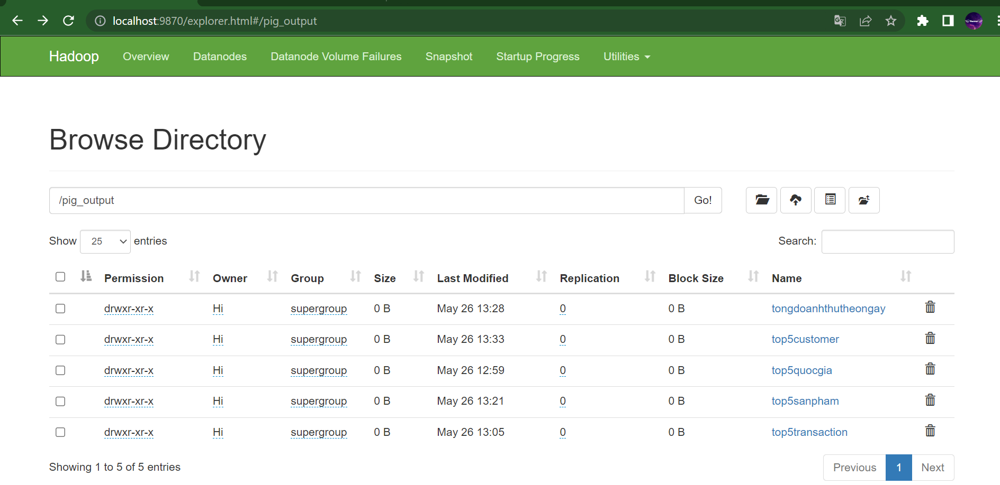 localhost:9870/explorer.html#/pig_output
Hadoop Overview Datanodes Datanode Volume Failures Snapshot Startup Progress Utilities
Browse Directory
/pig_output Go!
Show 25 entries Search:
Permission Owner Group Size Last Modified Replication Block Size Name
drwxr-xr-x Hi supergroup 0 B May 26 13:28 0 0 B tongdoanhthutheongay
drwxr-xr-x Hi supergroup 0 B May 26 13:33 0 0 B top5customer
drwxr-xr-x Hi supergroup 0 B May 26 12:59 0 0 B top5quocgia
drwxr-xr-x Hi supergroup 0 B May 26 13:21 0 0 B top5sanpham
drwxr-xr-x Hi supergroup 0 B May 26 13:05 0 0 B top5transaction
Showing 1 to 5 of 5 entries Previous 1 Next